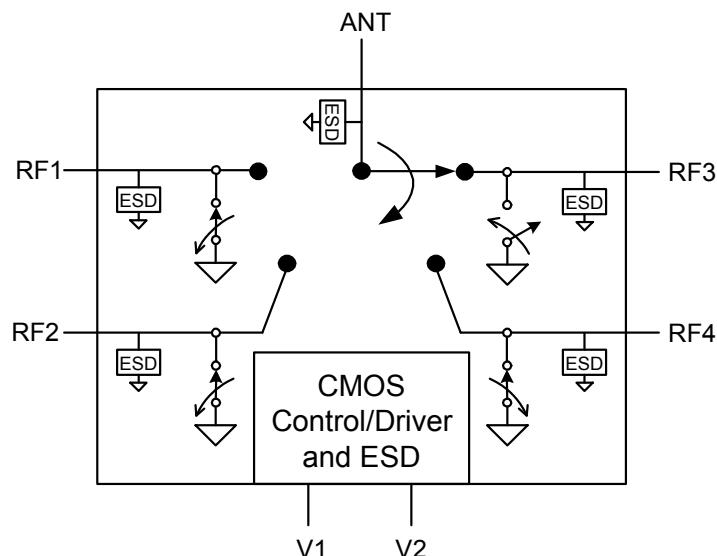 ANT
ESD
RF1
RF3
ESD
ESD
RF2
RF4
ESD
ESD
CMOS
Control/Driver
and ESD
V1
V2